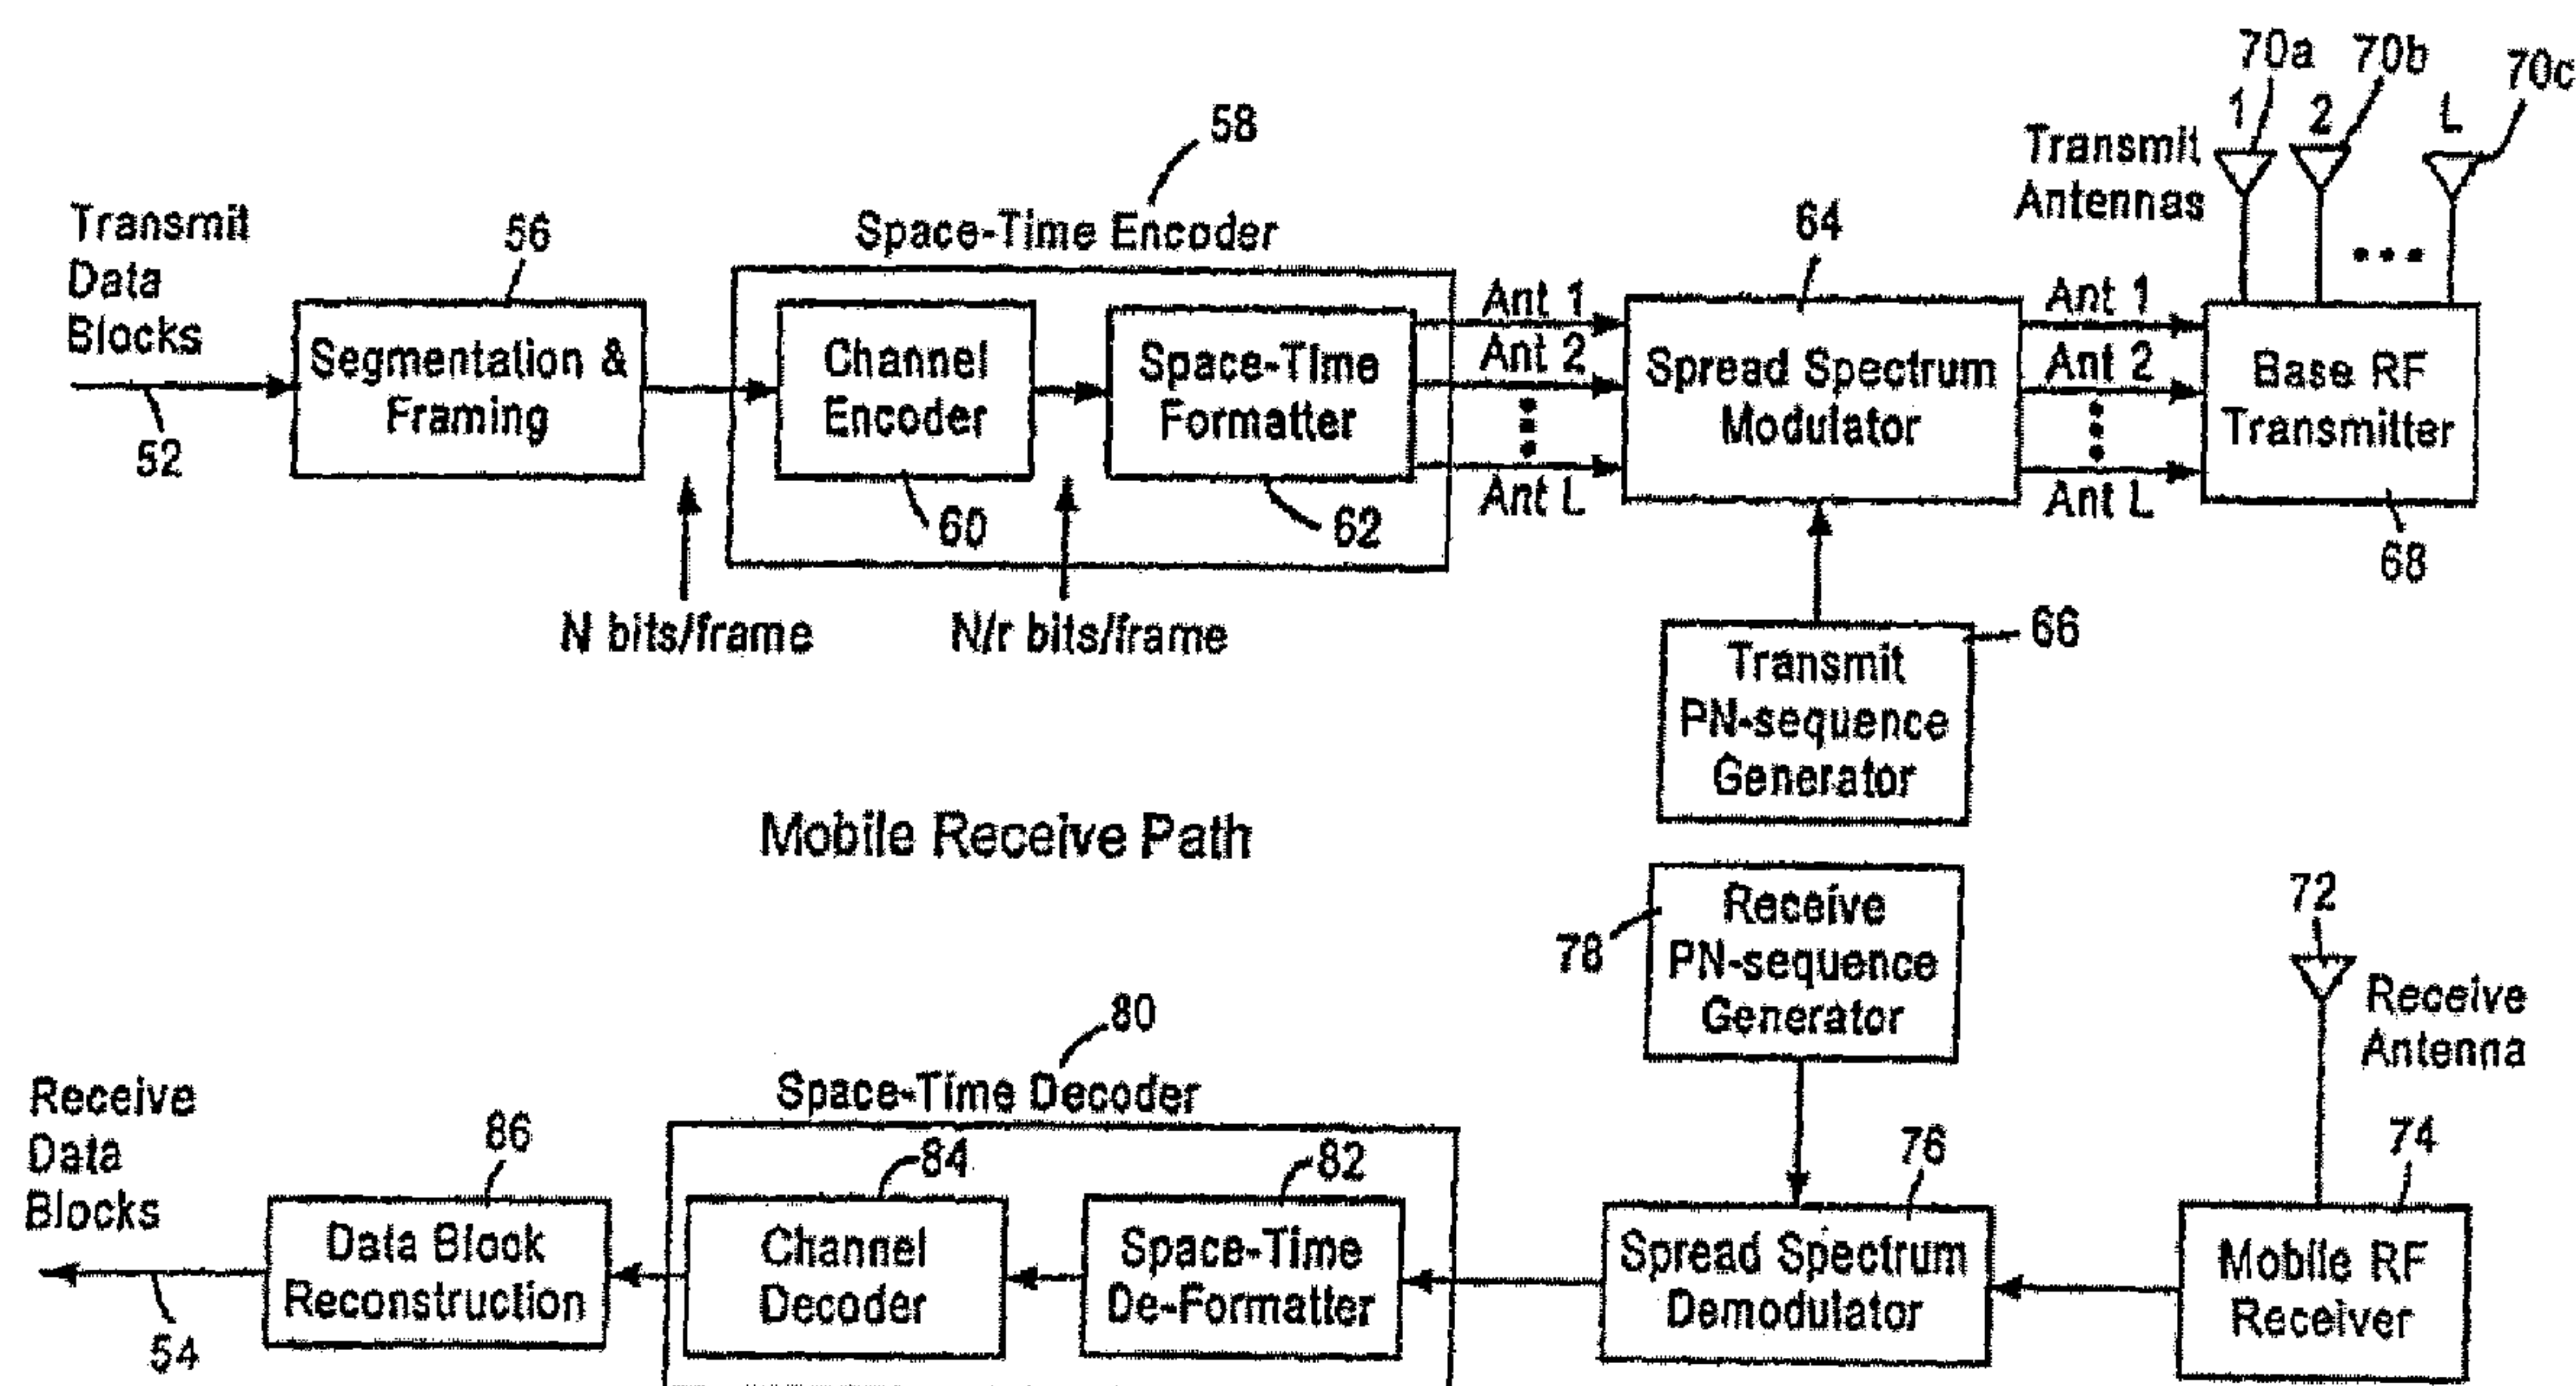 70a
70b
70c
1
2
L
Transmit
Antennas
58
Space-Time Encoder
Transmit
Data
Blocks
52
56
Segmentation &
Framing
Channel
Encoder
60
Space-Time
Formatter
62
N bits/frame
N/r bits/frame
Ant 1
Ant 2
Ant L
64
Spread Spectrum
Modulator
Ant 1
Ant 2
Ant L
Base RF
Transmitter
68
66
Transmit
PN-sequence
Generator
Mobile Receive Path
78
Receive
PN-sequence
Generator
72
Receive
Antenna
80
Space-Time Decoder
Receive
Data
Blocks
54
86
Data Block
Reconstruction
84
Channel
Decoder
82
Space-Time
De-Formatter
76
Spread Spectrum
Demodulator
74
Mobile RF
Receiver